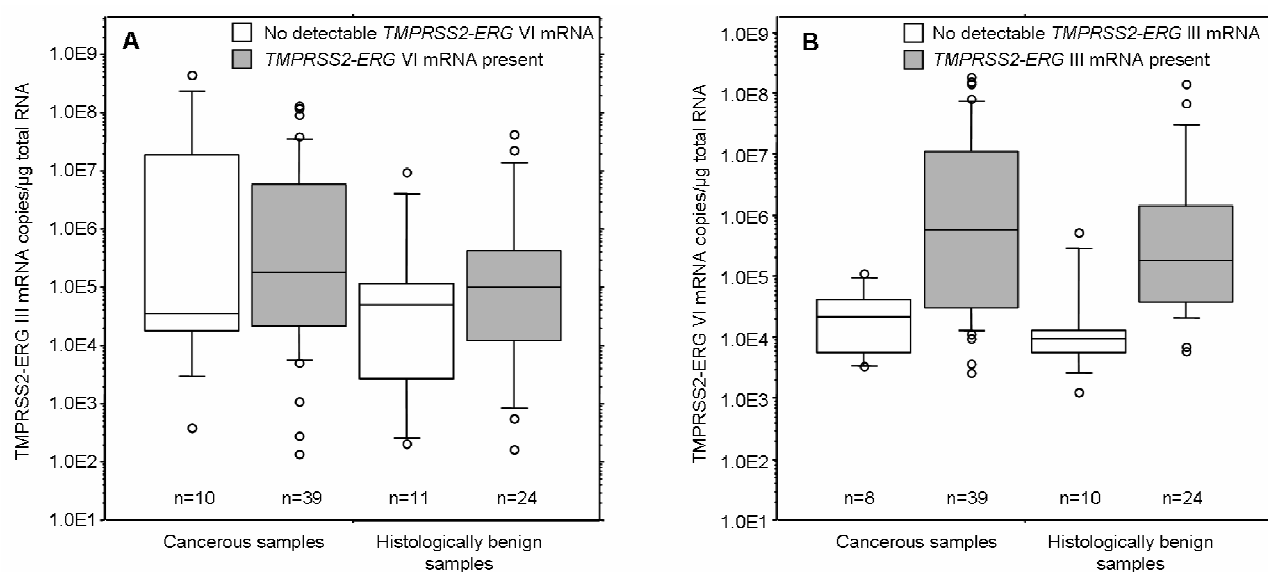 A
No detectable TMPRSS2-ERG VI mRNA
TMPRSS2-ERG VI mRNA present
TMPRSS2-ERG III mRNA copies/µg total RNA
1.0E9
1.0E8
1.0E7
1.0E6
1.0E5
1.0E4
1.0E3
1.0E2
1.0E1
n=10
n=39
n=11
n=24
Cancerous samples
Histologically benign
samples
B
No detectable TMPRSS2-ERG III mRNA
TMPRSS2-ERG III mRNA present
TMPRSS2-ERG VI mRNA copies/µg total RNA
1.0E9
1.0E8
1.0E7
1.0E6
1.0E5
1.0E4
1.0E3
1.0E2
1.0E1
n=8
n=39
n=10
n=24
Cancerous samples
Histologically benign
samples